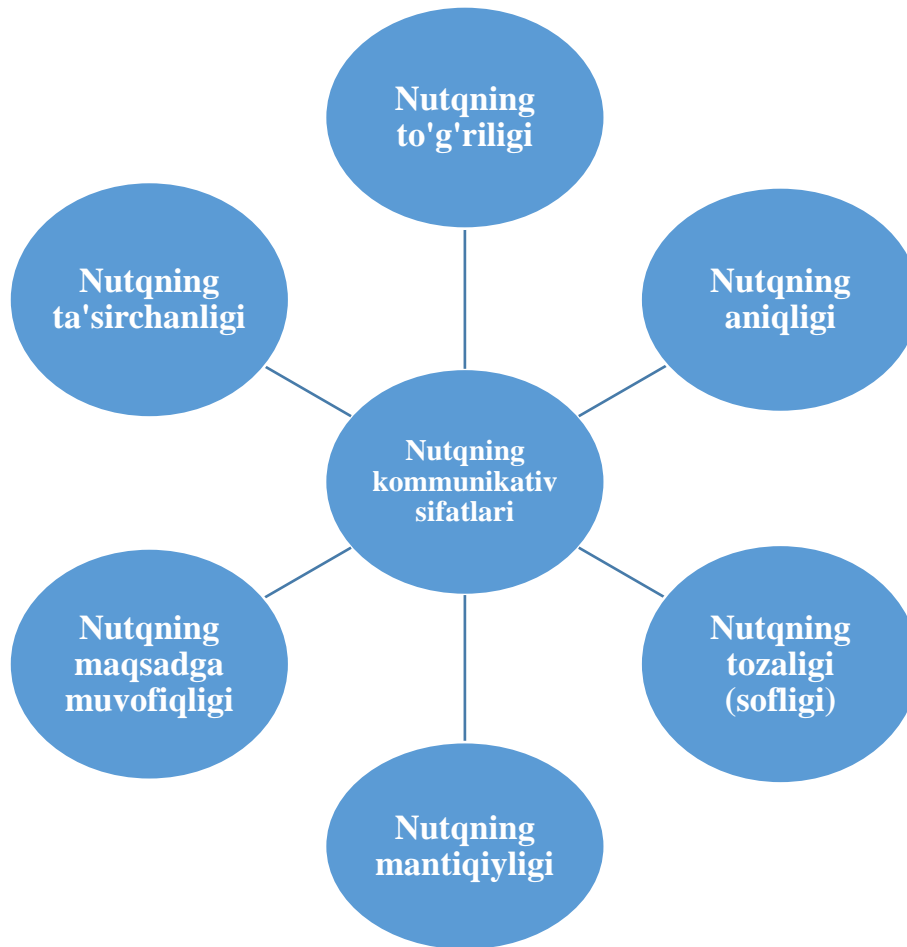 Nutqning
to'g'riligi
Nutqning
ta'sirchanligi
Nutqning
aniqligi
Nutqning
kommunikativ
sifatlari
Nutqning
maqsadga
muvofiqligi
Nutqning
tozaligi
(sofligi)
Nutqning
mantiqiyligi